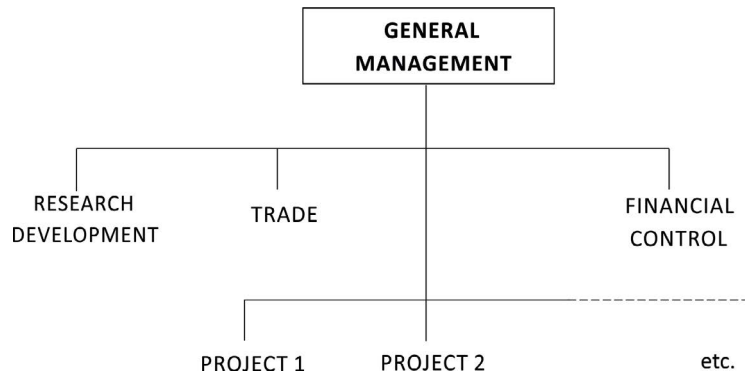 GENERAL
MANAGEMENT
RESEARCH
DEVELOPMENT
TRADE
FINANCIAL
CONTROL
PROJECT 1
PROJECT 2
etc.